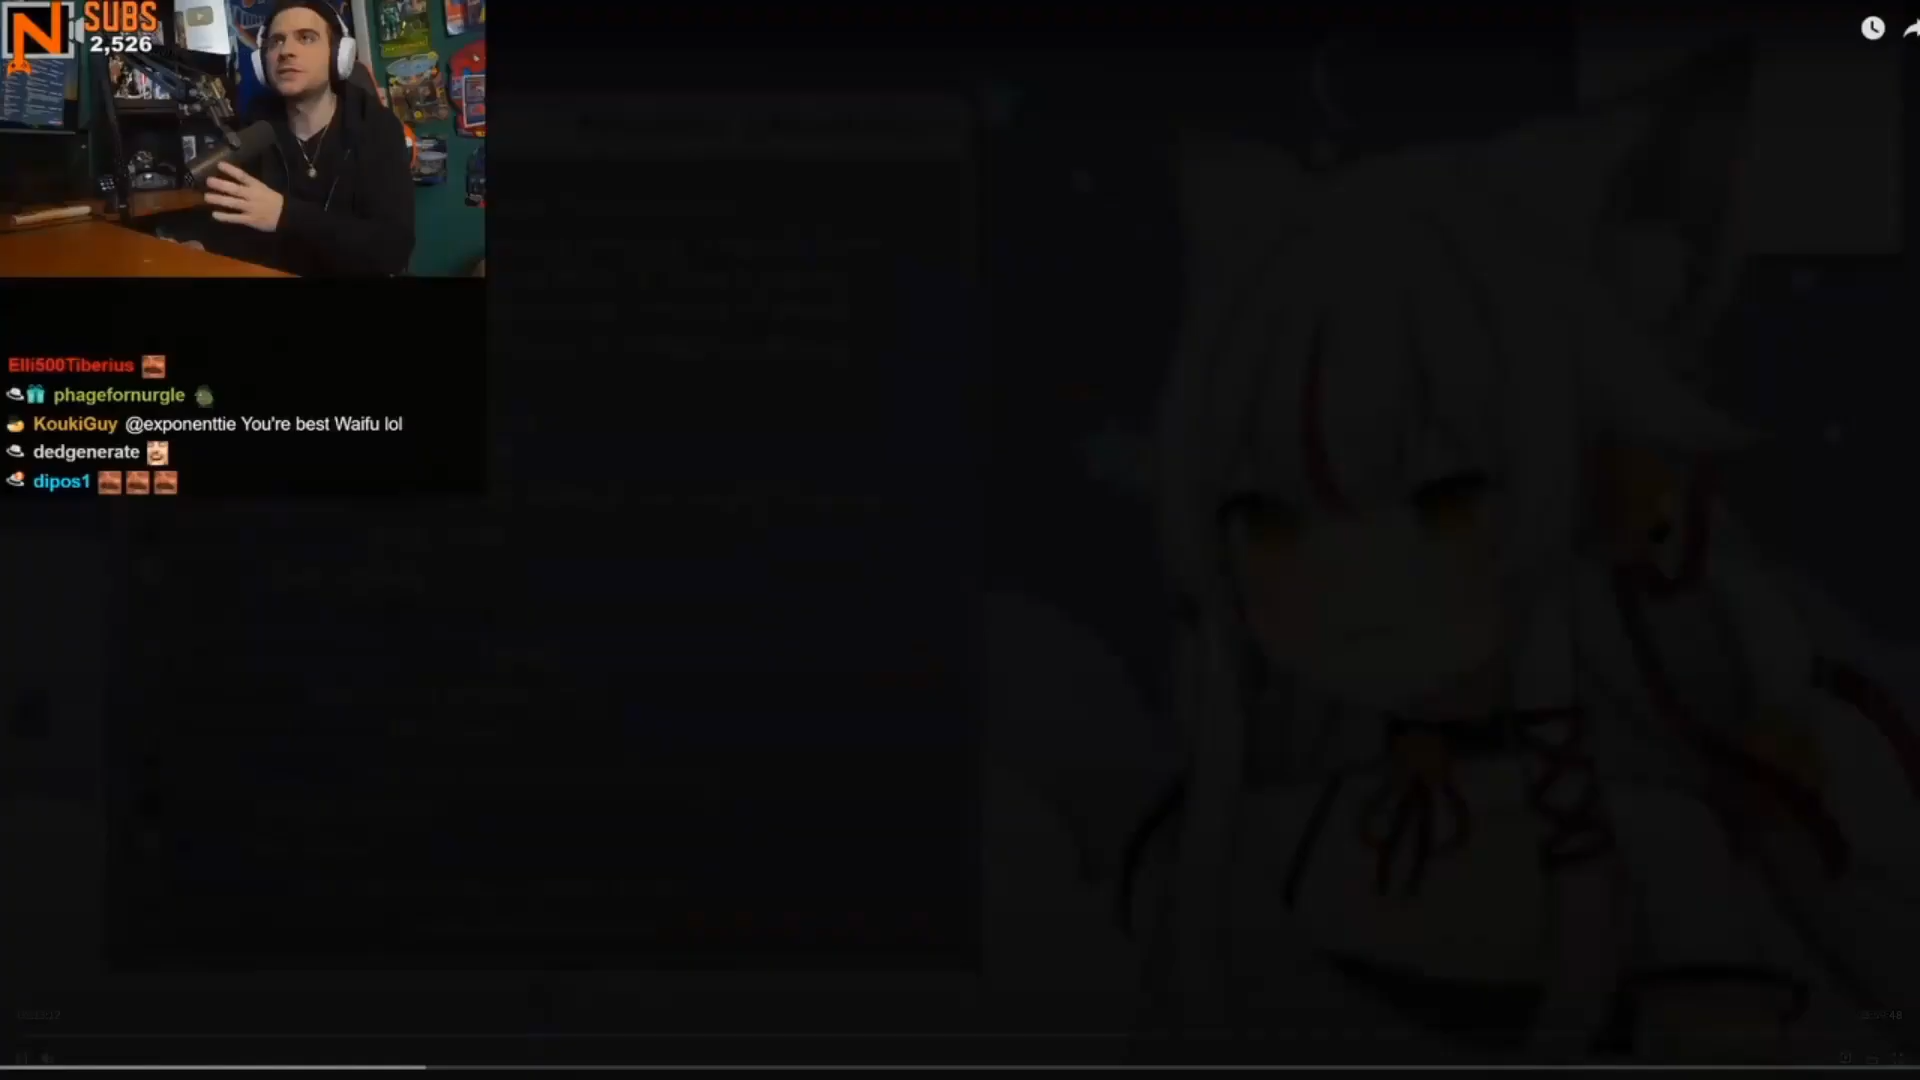 N SUBS
2,526
Elli500Tiberius
phagefornurgle
KoukiGuy @exponenttie You're best Waifu lol
dedgenerate
dipos1